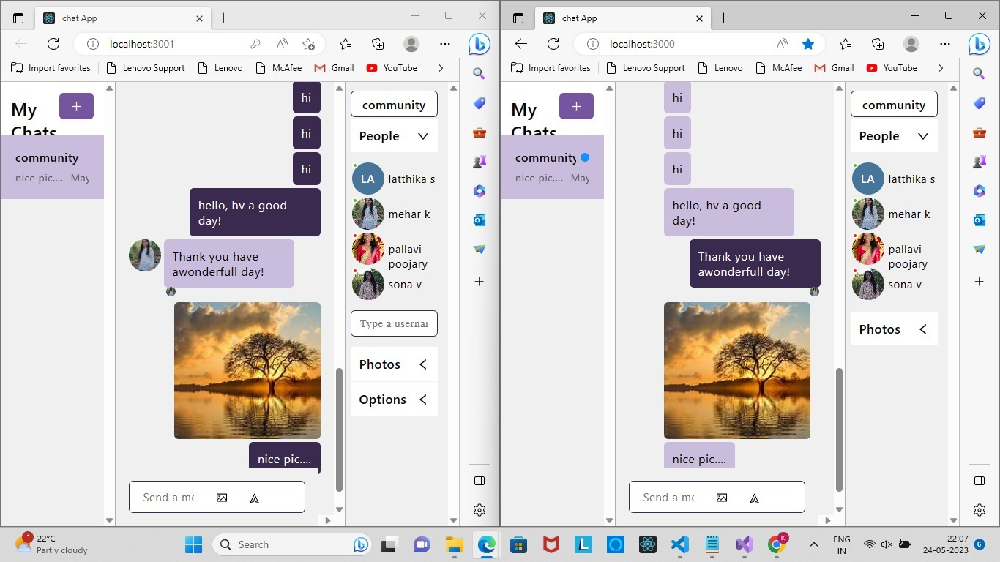 chat App
localhost:3001
Import favorites
Lenovo Support
Lenovo
McAfee
Gmail
YouTube
My
Chats
+
community
nice pic.... May
hi
hi
hi
hello, hv a good
day!
Thank you have
awonderfull day!
nice pic....
Send a me
community
People
LA
latthika s
mehar k
pallavi
poojary
sona v
Type a usernar
Photos
Options
chat App
localhost:3000
Import favorites
Lenovo Support
Lenovo
McAfee
Gmail
YouTube
My
Chats
+
community
nice pic.... May
hi
hi
hi
hello, hv a good
day!
Thank you have
awonderfull day!
nice pic....
Send a me
community
People
LA
latthika s
mehar k
pallavi
poojary
sona v
Photos
1
22°C
Partly cloudy
Search
L
K
ENG
IN
22:07
24-05-2023
6